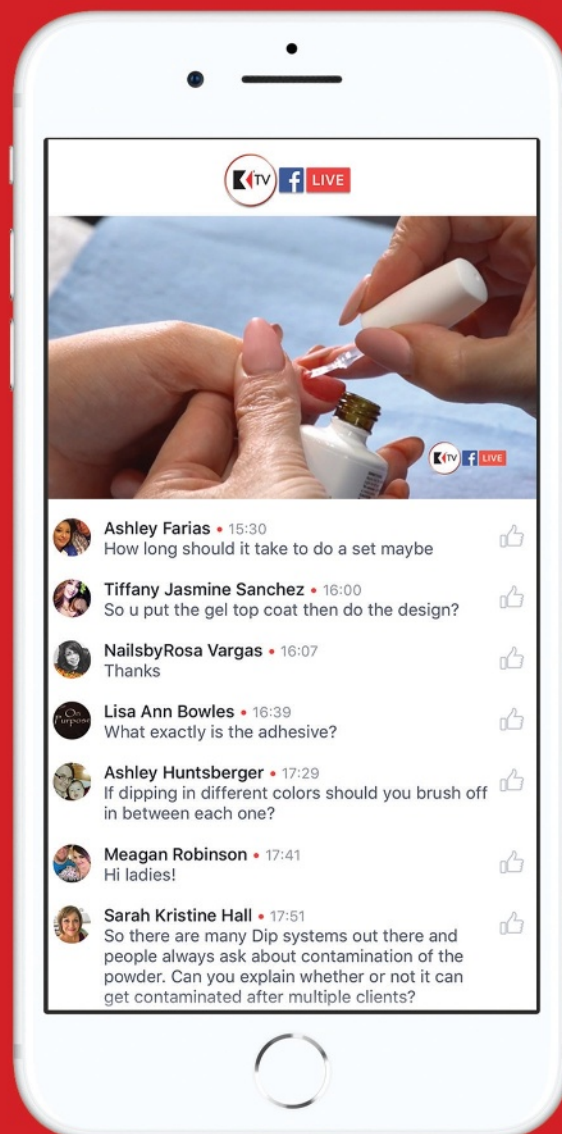 K TV f LIVE
K TV f LIVE
Ashley Farias • 15:30
How long should it take to do a set maybe
Tiffany Jasmine Sanchez • 16:00
So u put the gel top coat then do the design?
NailsbyRosa Vargas • 16:07
Thanks
On
Purpose
Lisa Ann Bowles • 16:39
What exactly is the adhesive?
Ashley Huntsberger • 17:29
If dipping in different colors should you brush off
in between each one?
Meagan Robinson • 17:41
Hi ladies!
Sarah Kristine Hall • 17:51
So there are many Dip systems out there and
people always ask about contamination of the
powder. Can you explain whether or not it can
get contaminated after multiple clients?